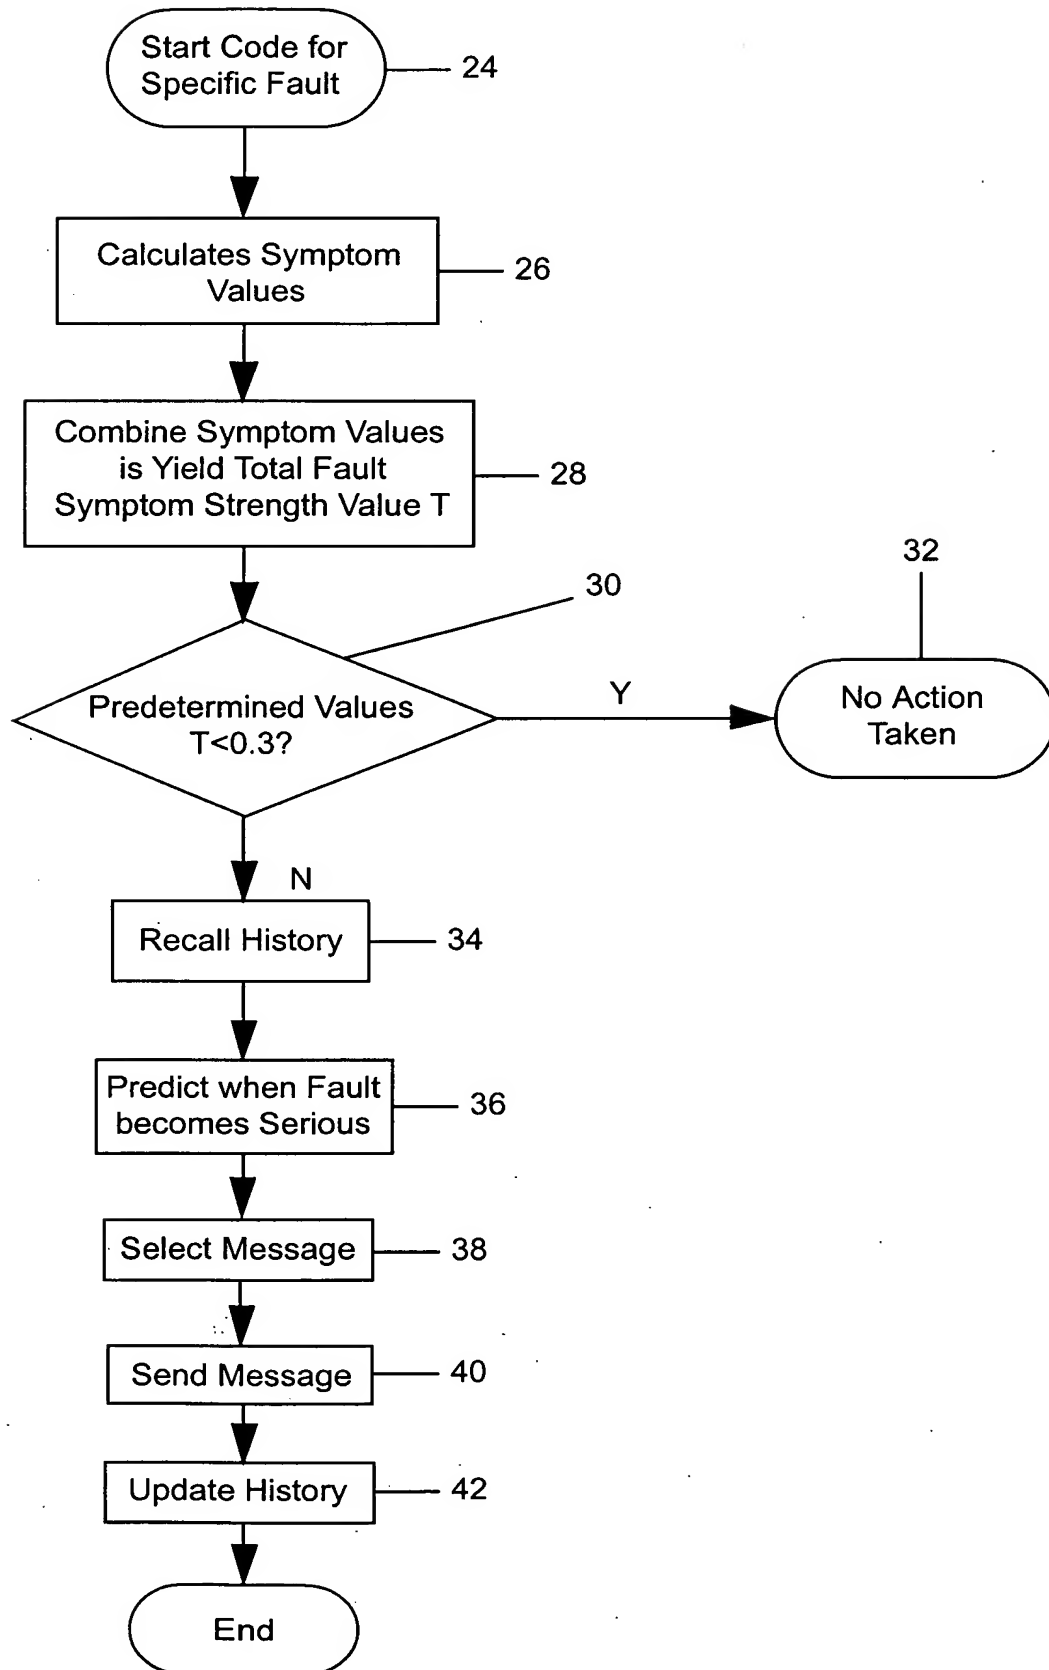 Start Code for
Specific Fault
24
Calculates Symptom
Values
26
Combine Symptom Values
is Yield Total Fault
Symptom Strength Value T
28
30
32
Predetermined Values
T<0.3?
Y
No Action
Taken
N
Recall History
34
Predict when Fault
becomes Serious
36
Select Message
38
Send Message
40
Update History
42
End